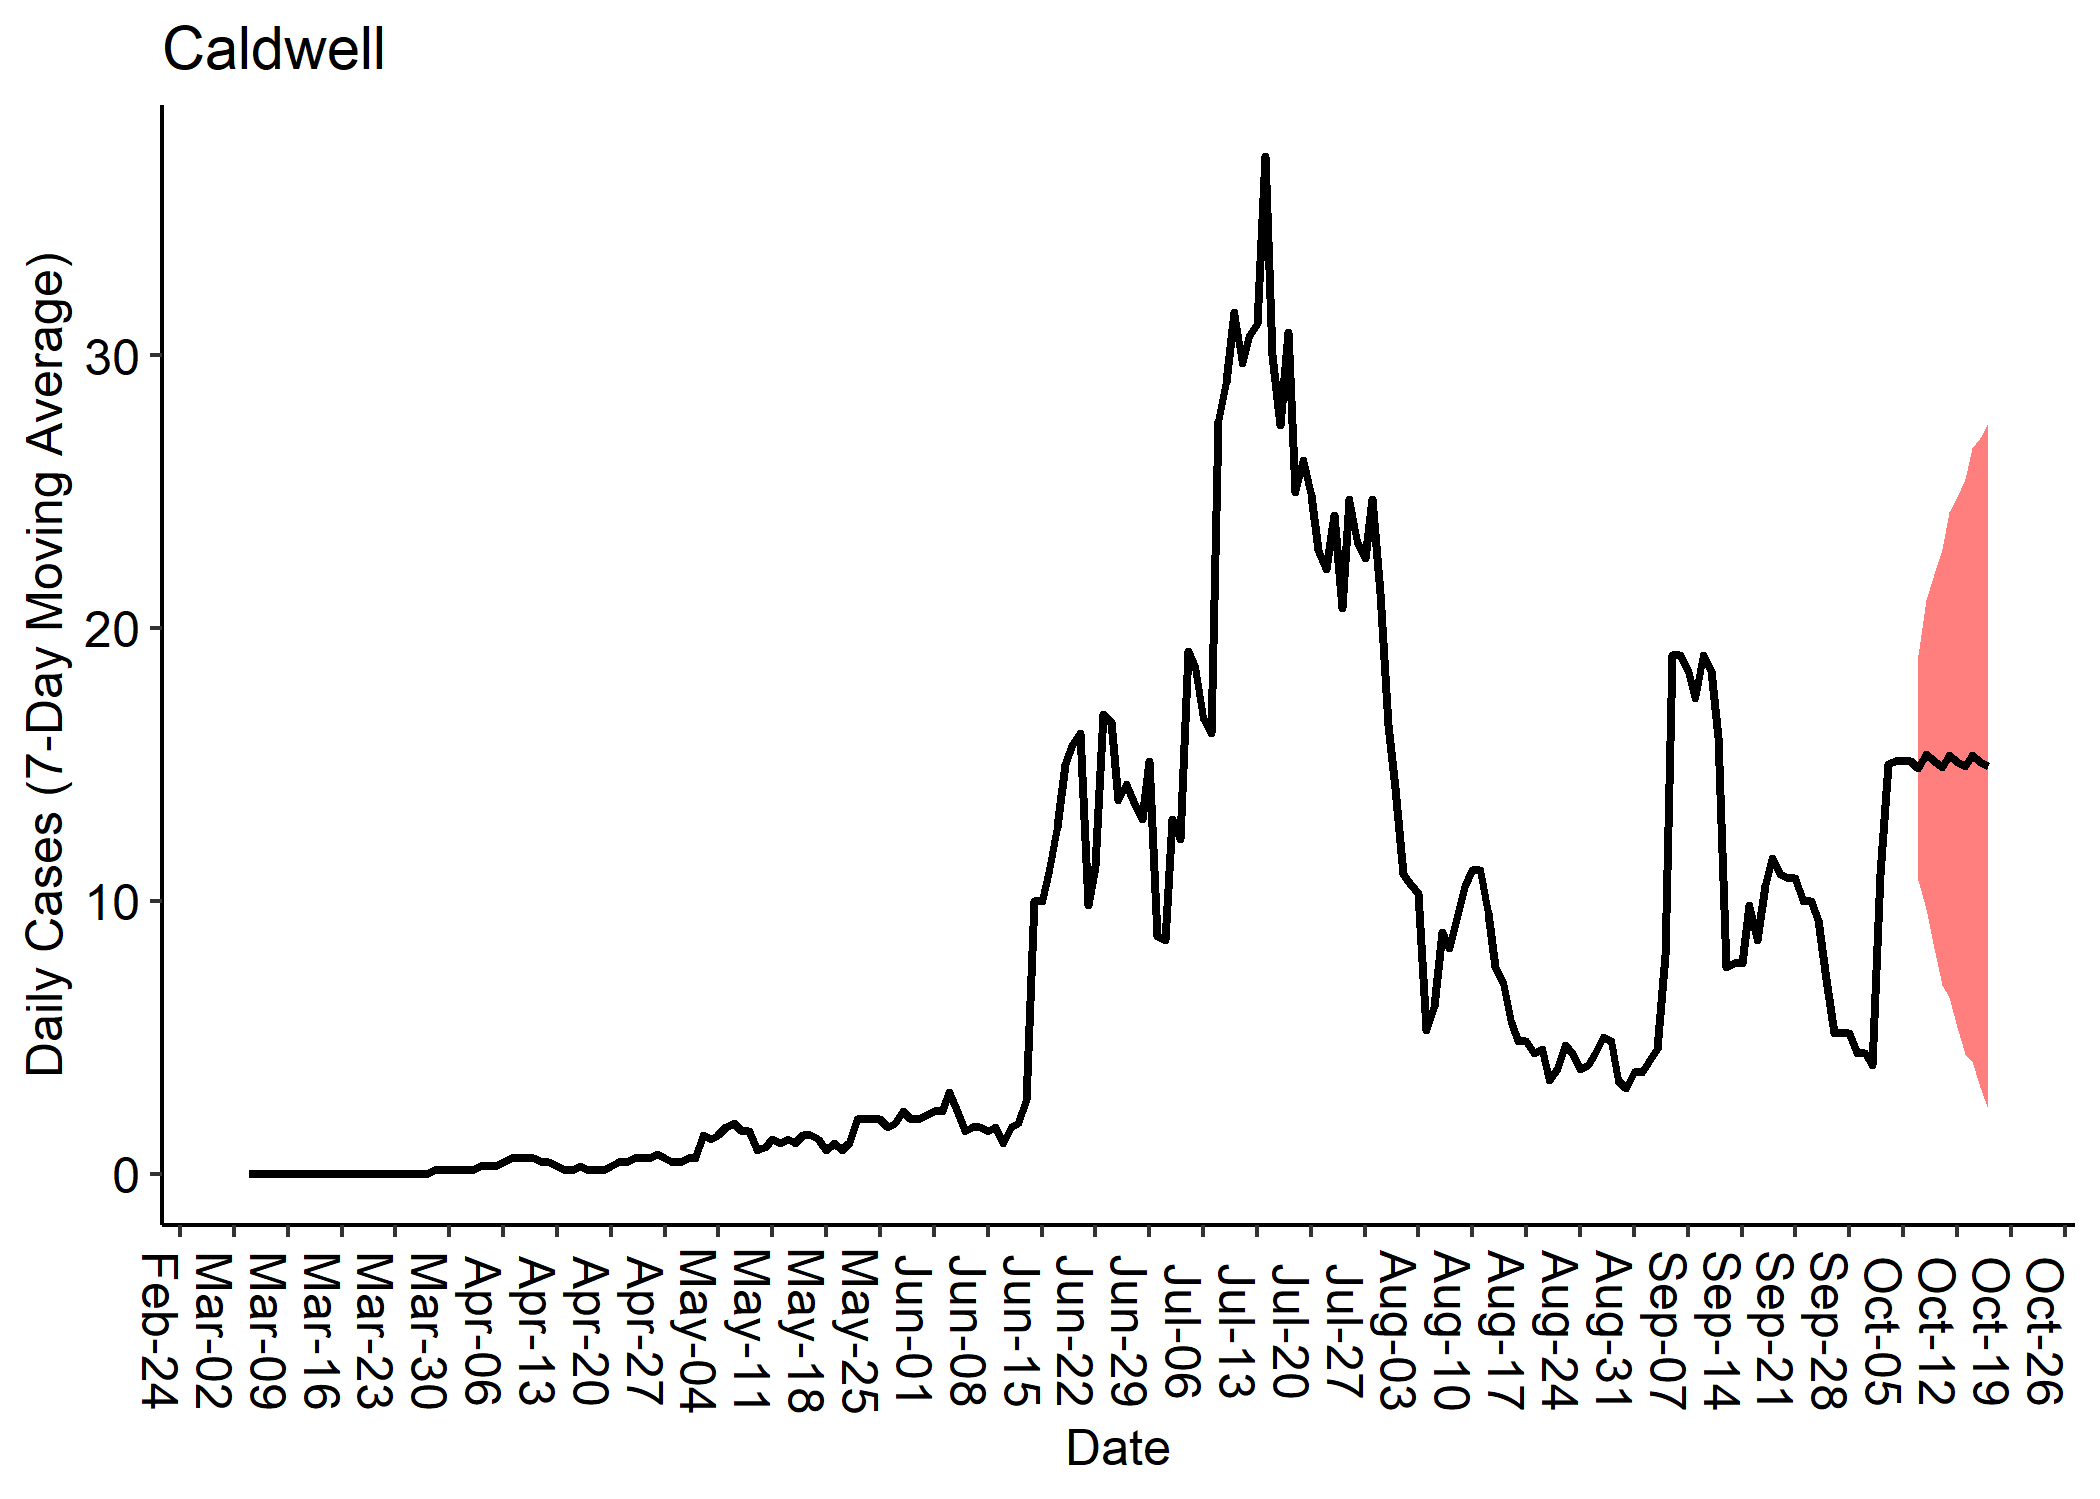 Caldwell
Daily Cases (7-Day Moving Average)
30
20
10
0
Feb-24
Mar-02
Mar-09
Mar-16
Mar-23
Mar-30
Apr-06
Apr-13
Apr-20
Apr-27
May-04
May-11
May-18
May-25
Jun-01
Jun-08
Jun-15
Jun-22
Jun-29
Jul-06
Jul-13
Jul-20
Jul-27
Aug-03
Aug-10
Aug-17
Aug-24
Aug-31
Sep-07
Sep-14
Sep-21
Sep-28
Oct-05
Oct-12
Oct-19
Oct-26
Date